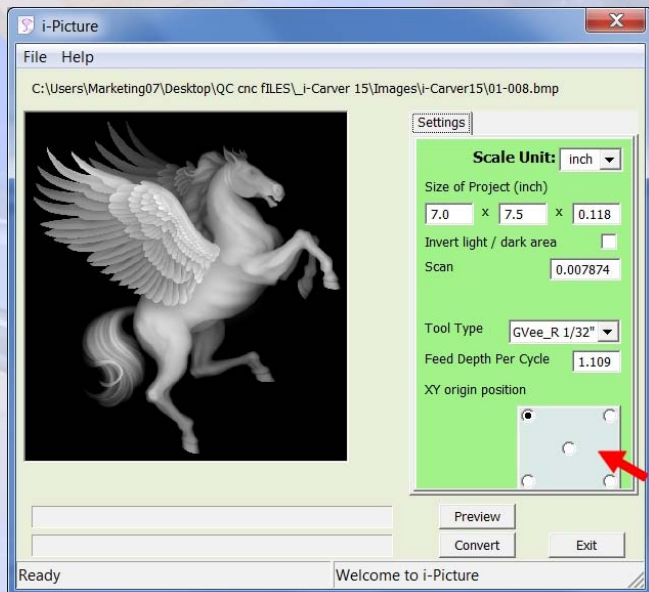 i-Picture
File Help
C:\Users\Marketing07\Desktop\QC cnc fILES\_i-Carver 15\Images\i-Carver15\01-008.bmp
Settings
Scale Unit: inch
Size of Project (inch)
7.0 x 7.5 x 0.118
Invert light / dark area
Scan 0.007874
Tool Type GVee_R 1/32"
Feed Depth Per Cycle 1.109
XY origin position
Preview
Convert Exit
Ready Welcome to i-Picture